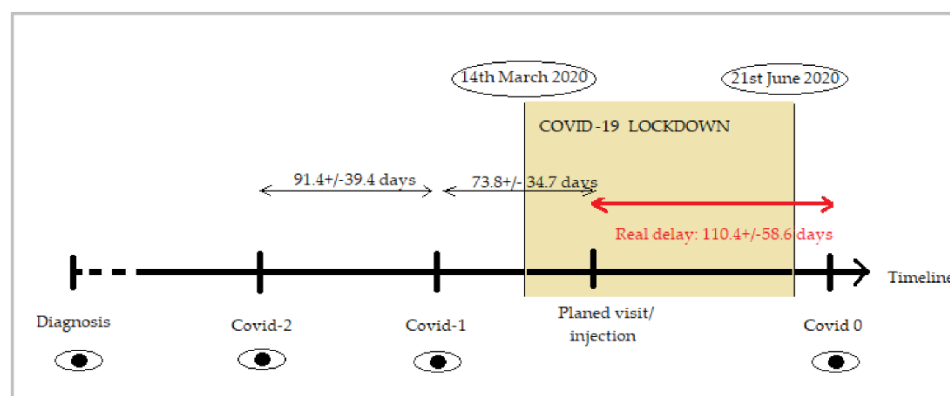 14th March 2020
21st June 2020
COVID-19 LOCKDOWN
91.4+/-39.4 days
73.8+/- 34.7 days
Real delay: 110.4+/-58.6 days
Timeline
Diagnosis
Covid-2
Covid-1
Planed visit/
injection
Covid 0